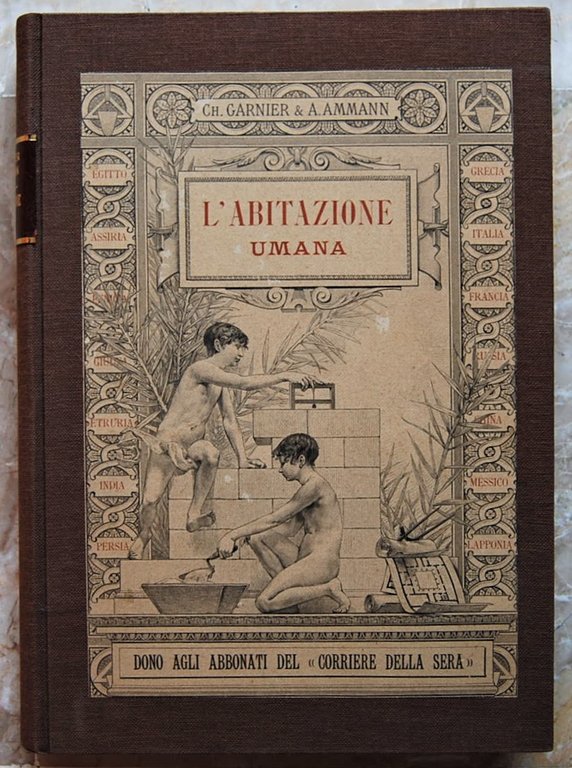 CH. GARNIER & A. AMMANN
L'ABITAZIONE
UMANA
EGITTO
ASSIRIA
ETRURIA
INDIA
PERSIA
GRECIA
ITALIA
FRANCIA
RUSSIA
MESSICO
LAPPONIA
DONO AGLI ABBONATI DEL « CORRIERE DELLA SERA »